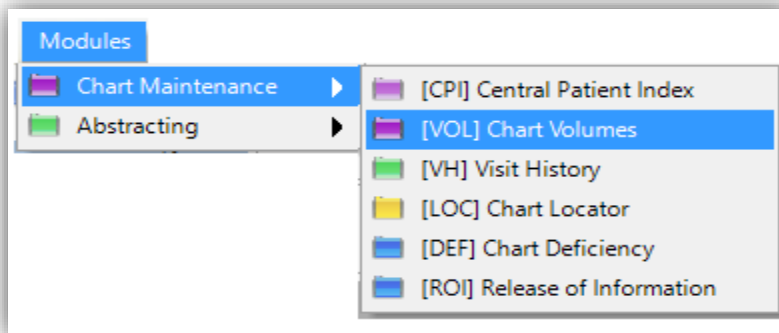 Modules
Chart Maintenance
Abstracting
[CPI] Central Patient Index
[VOL] Chart Volumes
[VH] Visit History
[LOC] Chart Locator
[DEF] Chart Deficiency
[ROI] Release of Information